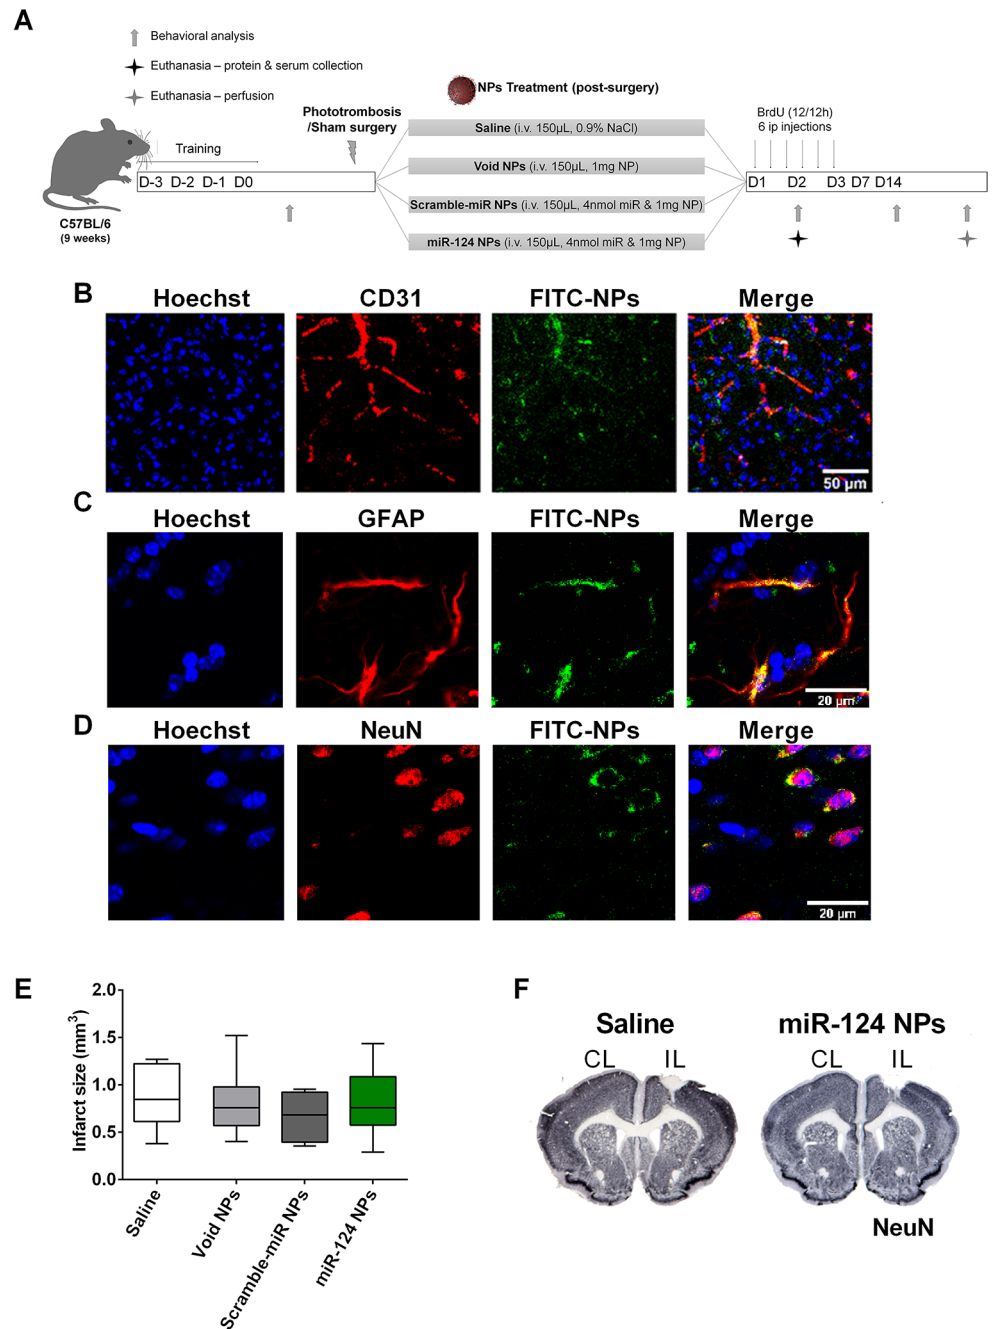 A
Behavioral analysis
Euthanasia – protein & serum collection
Euthanasia – perfusion
NPs Treatment (post-surgery)
Phototrombosis
/Sham surgery
Saline (i.v. 150µL, 0.9% NaCl)
BrdU (12/12h)
6 ip injections
Training
Void NPs (i.v. 150µL, 1mg NP)
D-3 D-2 D-1 D0
D1 D2 D3 D7 D14
Scramble-miR NPs (i.v. 150µL, 4nmol miR & 1mg NP)
C57BL/6
(9 weeks)
miR-124 NPs (i.v. 150µL, 4nmol miR & 1mg NP)
B
Hoechst CD31 FITC-NPs Merge
50 µm
C
Hoechst GFAP FITC-NPs Merge
20 µm
D
Hoechst NeuN FITC-NPs Merge
20 µm
E
Infarct size (mm³)
2.0
1.5
1.0
0.5
0.0
Saline
Void NPs
Scramble-miR NPs
miR-124 NPs
F
Saline miR-124 NPs
CL IL CL IL
NeuN